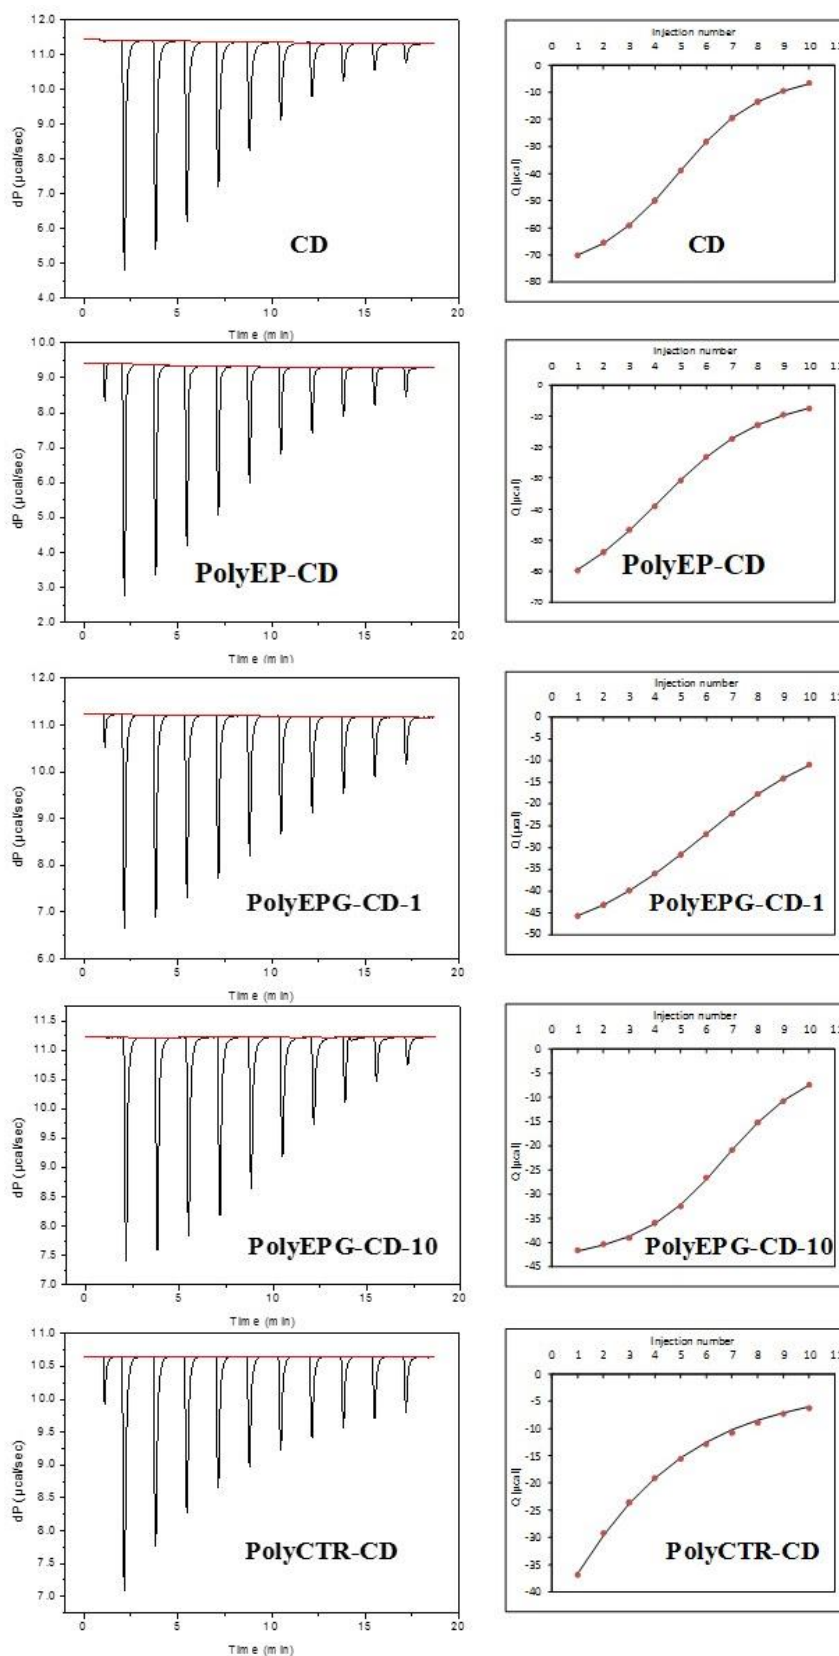 12.0
11.0
10.0
9.0
8.0
7.0
6.0
5.0
4.0
dP (µcal/sec)
CD
0 5 10 15 20
Time (min)
Injection number
0 1 2 3 4 5 6 7 8 9 10 11
0
-10
-20
-30
-40
-50
-60
-70
-80
Q (µcal)
CD
10.0
9.0
8.0
7.0
6.0
5.0
4.0
3.0
2.0
dP (µcal/sec)
PolyEP-CD
0 5 10 15 20
Time (min)
Injection number
0 1 2 3 4 5 6 7 8 9 10 11
0
-10
-20
-30
-40
-50
-60
-70
Q (µcal)
PolyEP-CD
12.0
11.0
10.0
9.0
8.0
7.0
6.0
dP (µcal/sec)
PolyEPG-CD-1
0 5 10 15 20
Time (min)
Injection number
0 1 2 3 4 5 6 7 8 9 10 11
0
-5
-10
-15
-20
-25
-30
-35
-40
-45
-50
Q (µcal)
PolyEPG-CD-1
11.5
11.0
10.5
10.0
9.5
9.0
8.5
8.0
7.5
7.0
dP (µcal/sec)
PolyEPG-CD-10
0 5 10 15 20
Time (min)
Injection number
0 1 2 3 4 5 6 7 8 9 10 11
0
-5
-10
-15
-20
-25
-30
-35
-40
-45
Q (µcal)
PolyEPG-CD-10
11.0
10.5
10.0
9.5
9.0
8.5
8.0
7.5
7.0
dP (µcal/sec)
PolyCTR-CD
0 5 10 15 20
Time (min)
Injection number
0 1 2 3 4 5 6 7 8 9 10 11
0
-5
-10
-15
-20
-25
-30
-35
-40
Q (µcal)
PolyCTR-CD